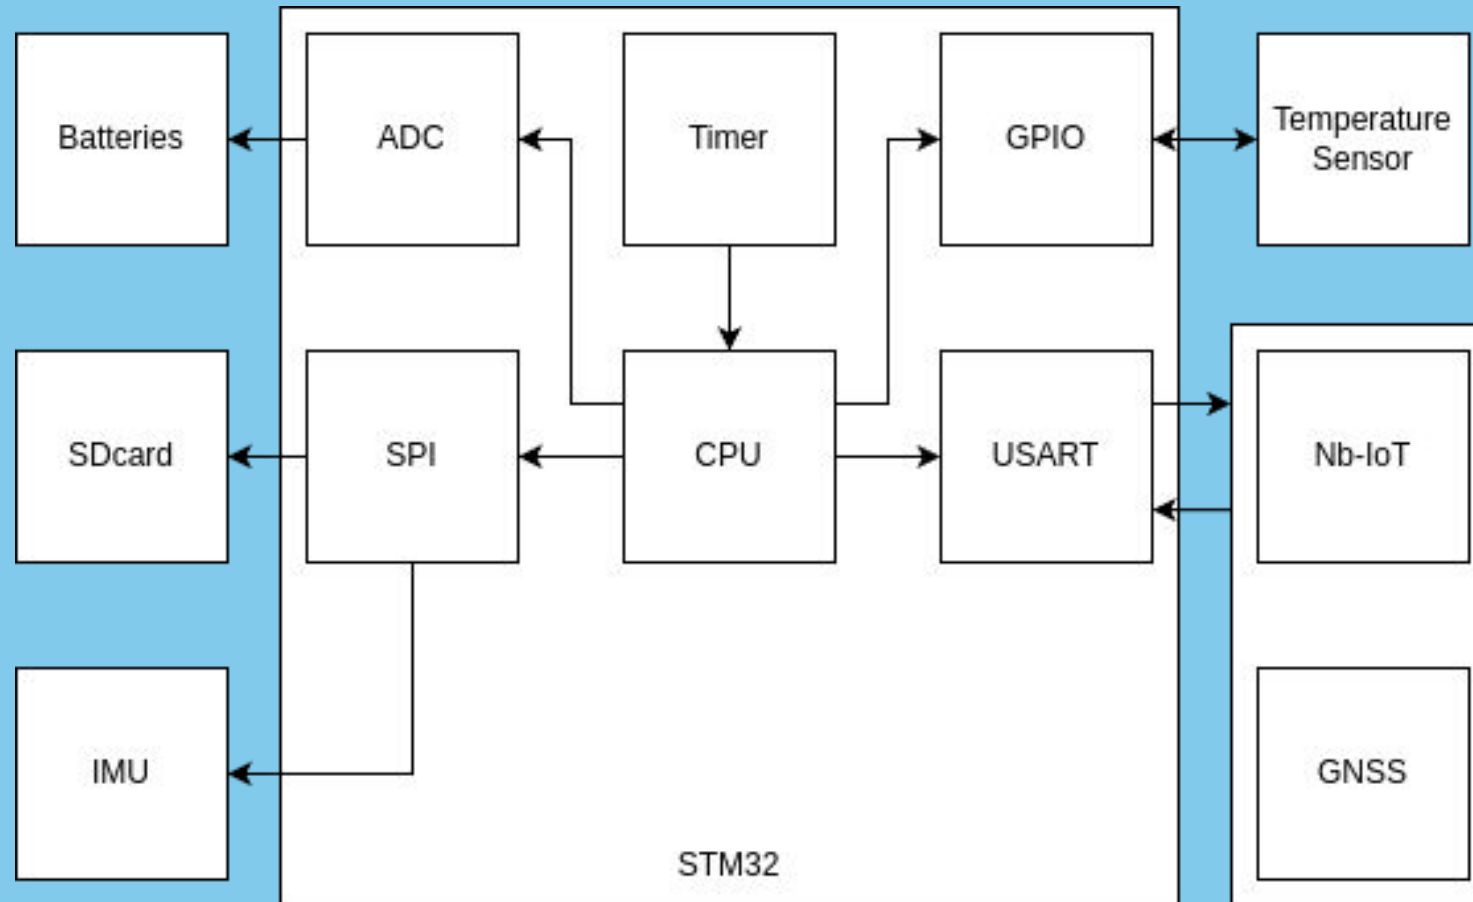 Batteries
ADC
Timer
GPIO
Temperature
Sensor
SDcard
SPI
CPU
USART
Nb-IoT
IMU
GNSS
STM32